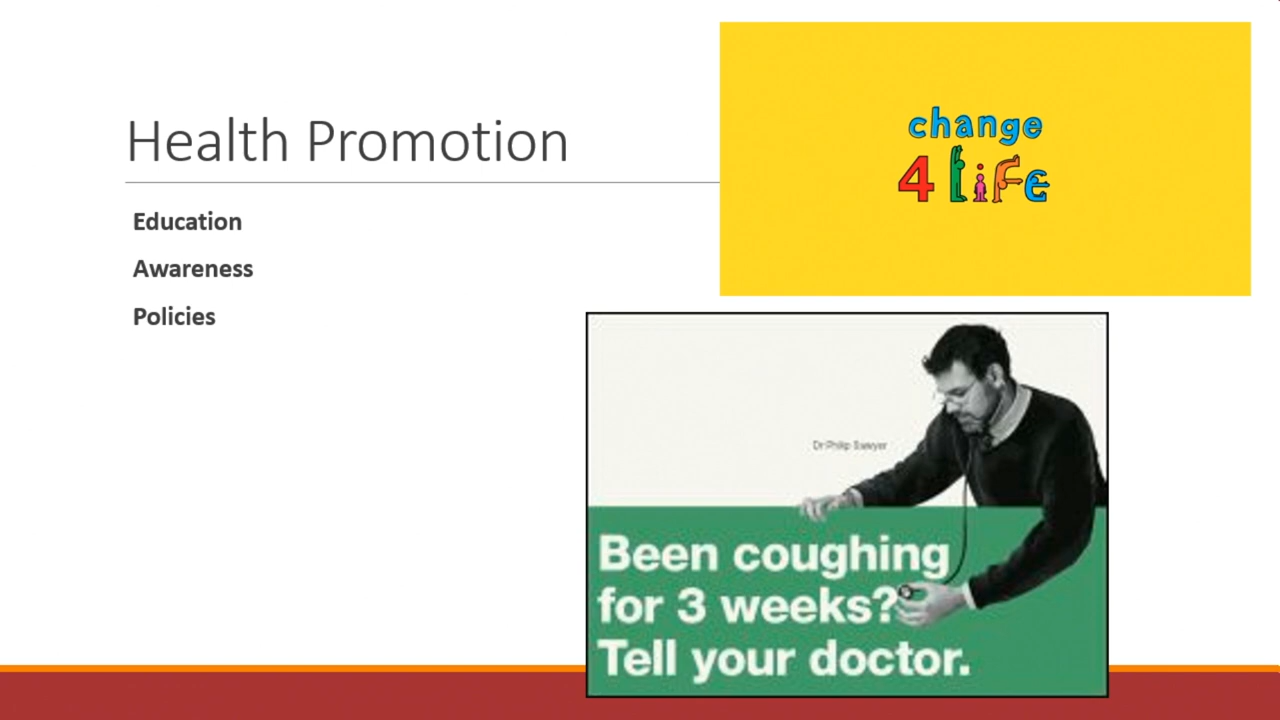 Health Promotion
Education
Awareness
Policies
change
4 LiFE
Dr Philip Sawyer
Been coughing
for 3 weeks?
Tell your doctor.